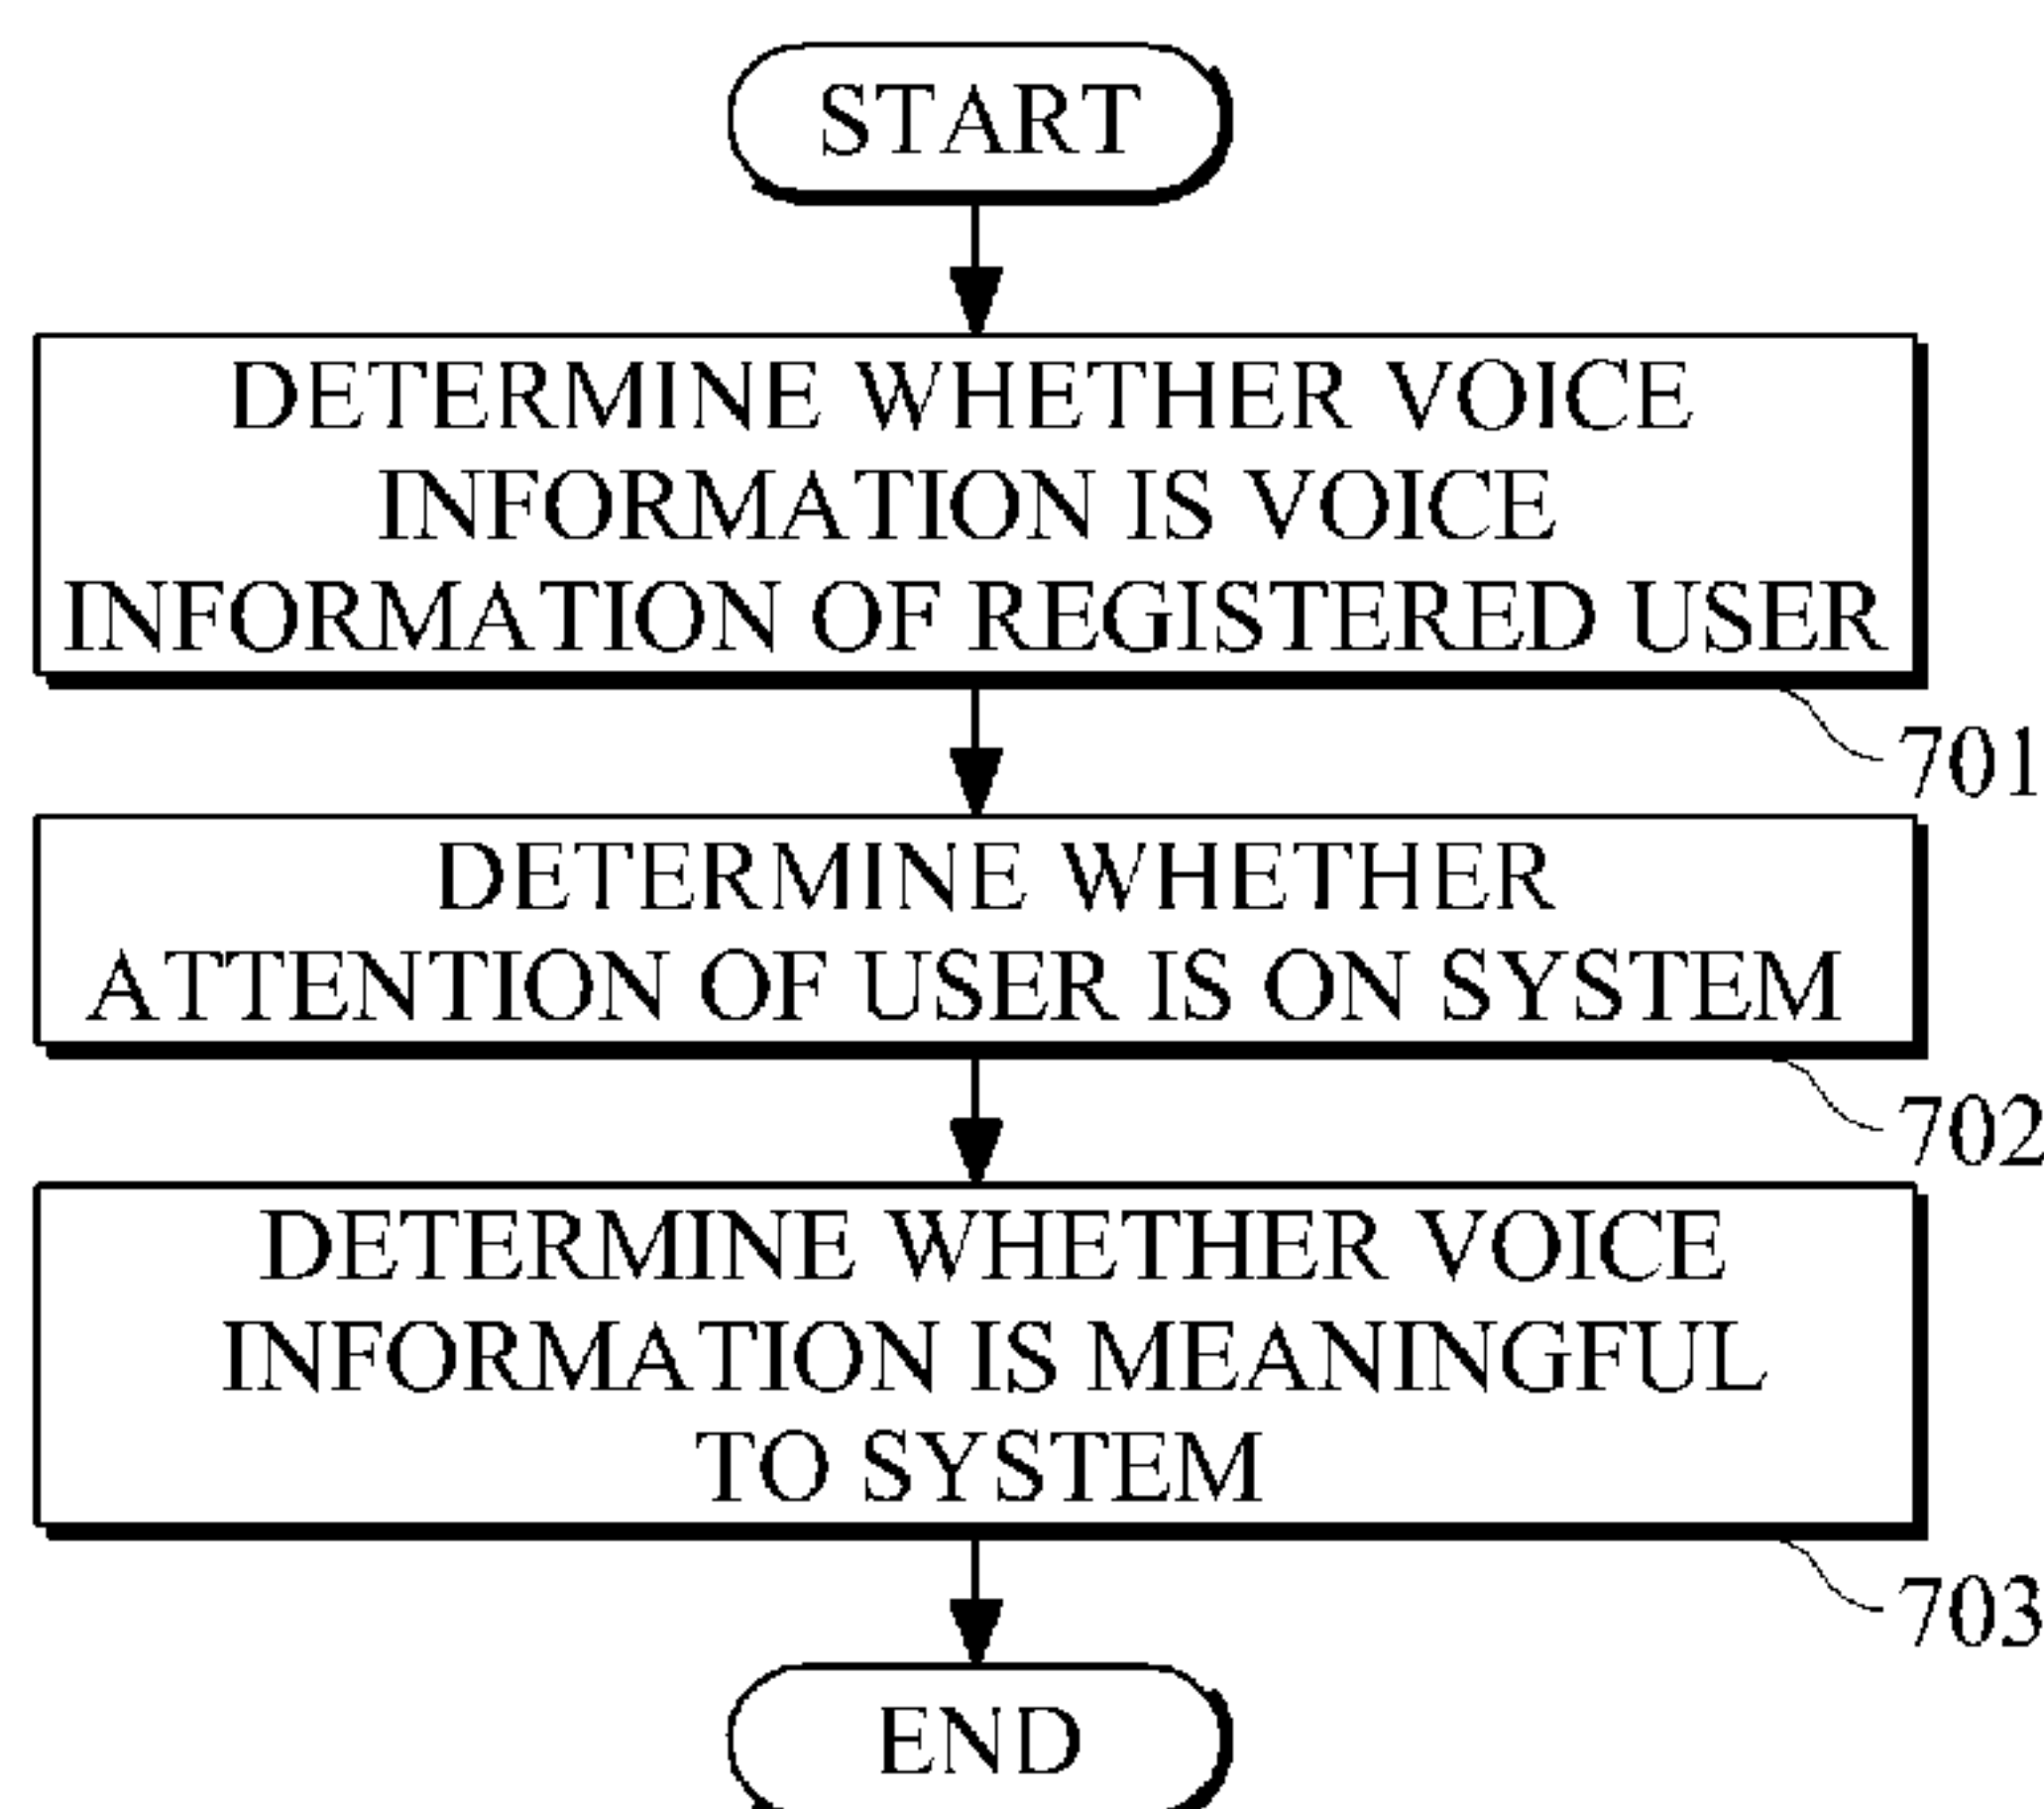 START
DETERMINE WHETHER VOICE
INFORMATION IS VOICE
INFORMATION OF REGISTERED USER
701
DETERMINE WHETHER
ATTENTION OF USER IS ON SYSTEM
702
DETERMINE WHETHER VOICE
INFORMATION IS MEANINGFUL
TO SYSTEM
703
END